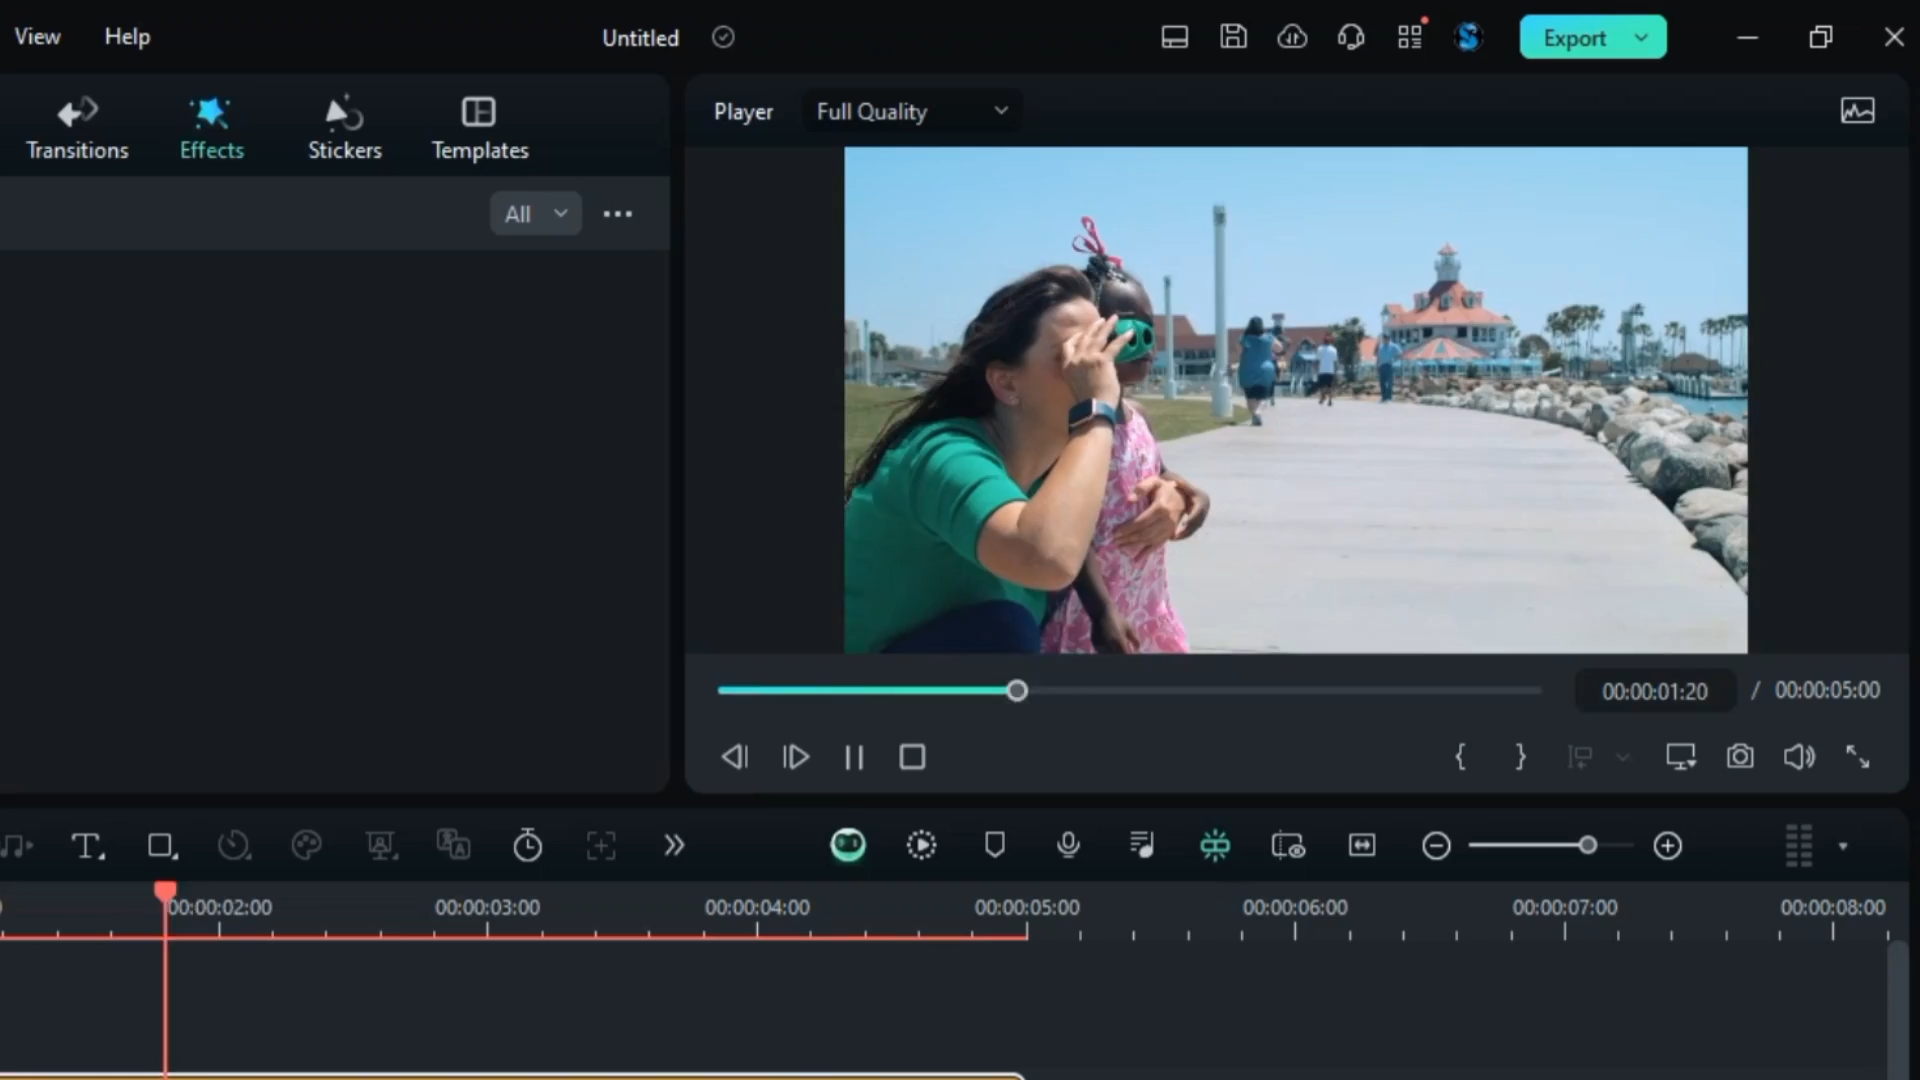 View Help Untitled Export
Transitions Effects Stickers Templates
Player Full Quality
All
00:00:01:20 / 00:00:05:00
00:00:02:00 00:00:03:00 00:00:04:00 00:00:05:00 00:00:06:00 00:00:07:00 00:00:08:00